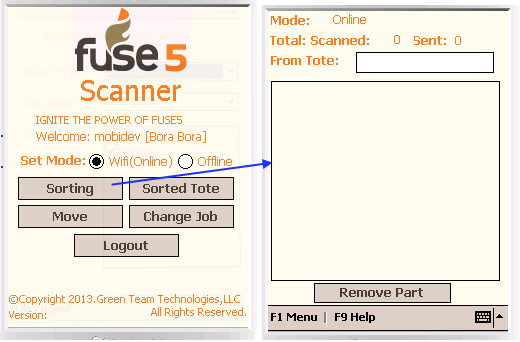 fuse 5
Scanner
IGNITE THE POWER OF FUSE5
Welcome: mobidev [Bora Bora]
Set Mode: Wifi(Online) Offline
Sorting Sorted Tote
Move Change Job
Logout
©Copyright 2013.Green Team Technologies,LLC
Version: All Rights Reserved.
Mode: Online
Total: Scanned: 0 Sent: 0
From Tote:
Remove Part
F1 Menu | F9 Help